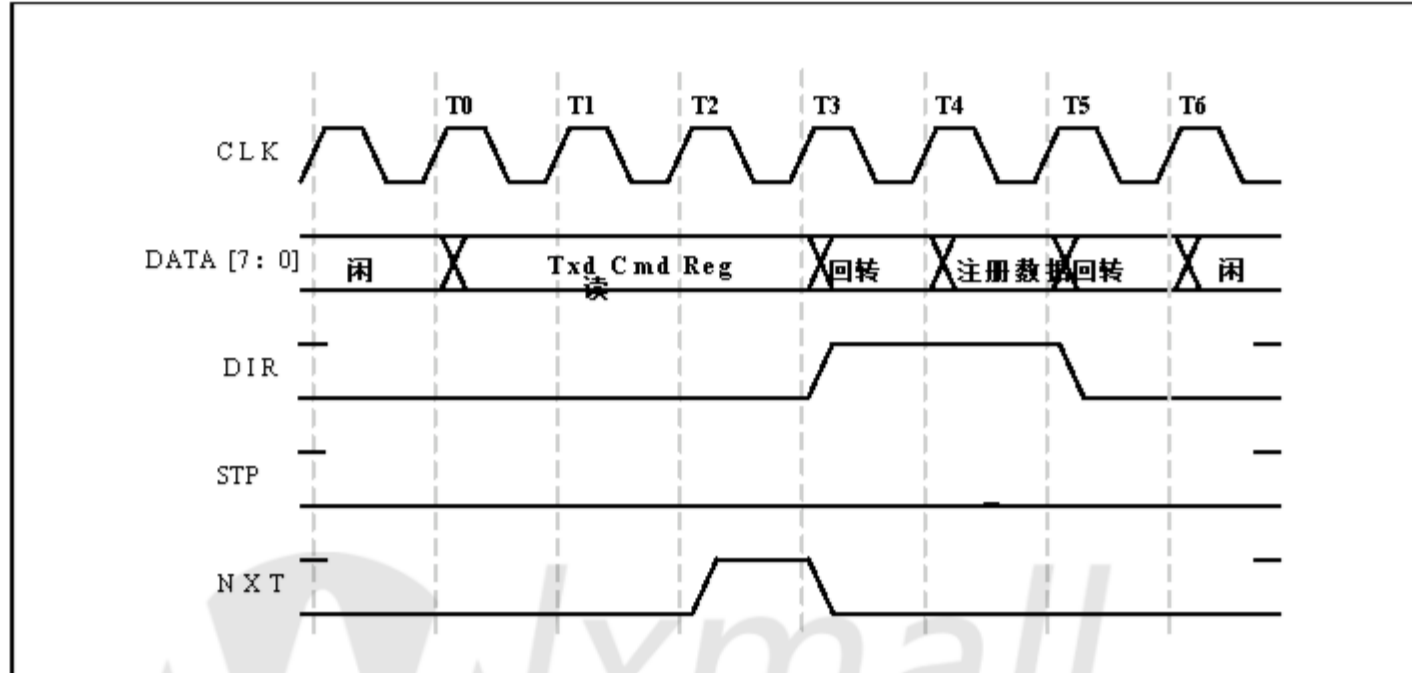 T0 T1 T2 T3 T4 T5 T6
CLK
DATA [7: 0] 闲 Txd Cmd Reg 回转 注册数据 回转 闲
读
DIR
STP
NXT
lxmall